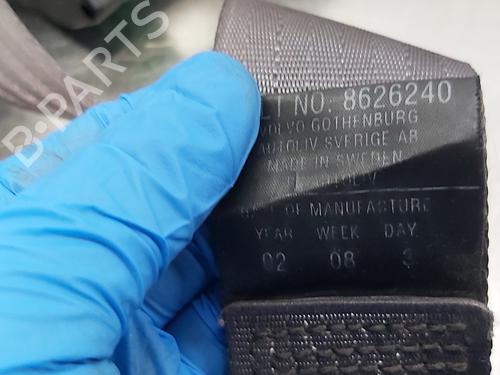 B-PARTS
LT NO. 8626240
VOLVO GOTHENBURG
AUTOLIV SVERIGE AB
MADE IN SWEDEN
OF MANUFACTURE
YEAR WEEK DAY
02 08 3